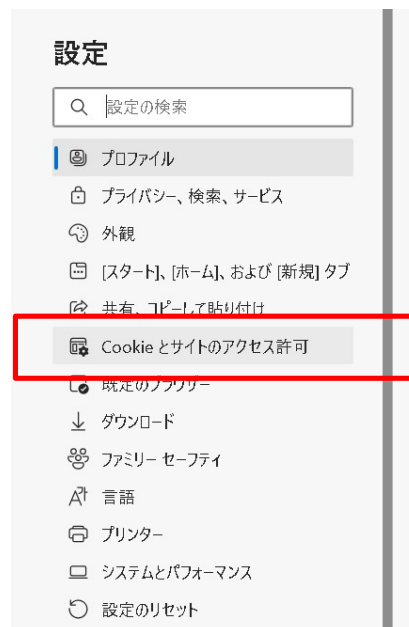 設定
設定の検索
プロファイル
プライバシー、検索、サービス
外観
[スタート]、[ホーム]、および [新規] タブ
共有、コピーして貼り付け
Cookie とサイトのアクセス許可
既定のブラウザー
ダウンロード
ファミリー セーフティ
言語
プリンター
システムとパフォーマンス
設定のリセット